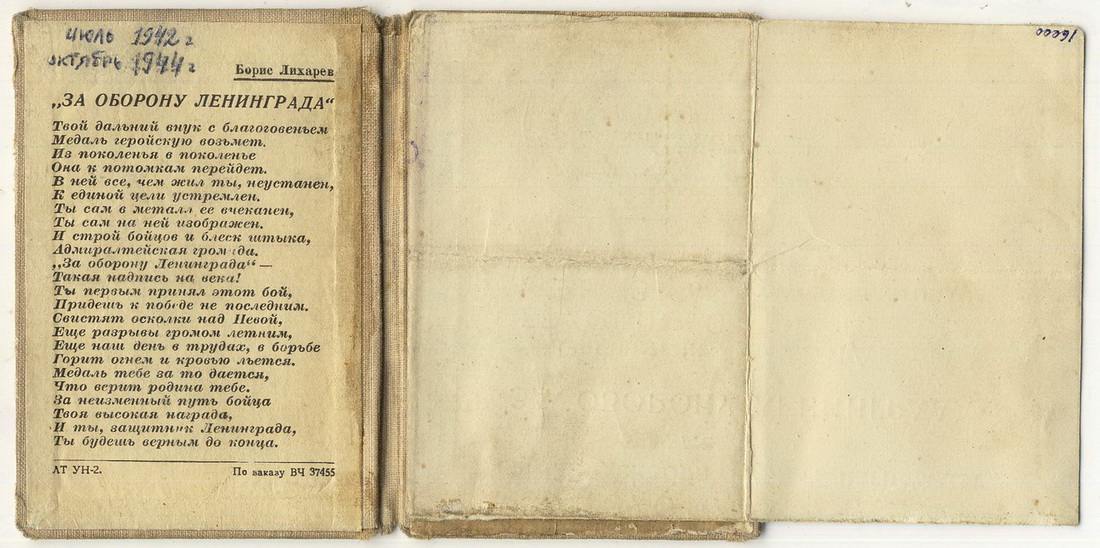 июль 1942 г
октябрь 1944 г
Борис Лихарев
„ЗА ОБОРОНУ ЛЕНИНГРАДА“
Твой дальний внук с благоговеньем
Медаль геройскую возьмет.
Из поколенья в поколенье
Она к потомкам перейдет.
В ней все, чем жил ты, неустанен,
К единой цели устремлен.
Ты сам в металл ее вчеканен,
Ты сам на ней изображен.
И строй бойцов и блеск штыка,
Адмиралтейская громада.
„За оборону Ленинграда“ —
Такая надпись на века!
Ты первым принял этот бой,
Придешь к победе не последним.
Свистят осколки над Невой,
Еще разрывы громом летним,
Еще наш день в трудах, в борьбе
Горит огнем и кровью льется.
Медаль тебе за то дается,
Что верит родина тебе.
За неизменный путь бойца
Твоя высокая награда,
И ты, защитник Ленинграда,
Ты будешь верным до конца.
АТ УН-2.
По заказу ВЧ 37455
16000